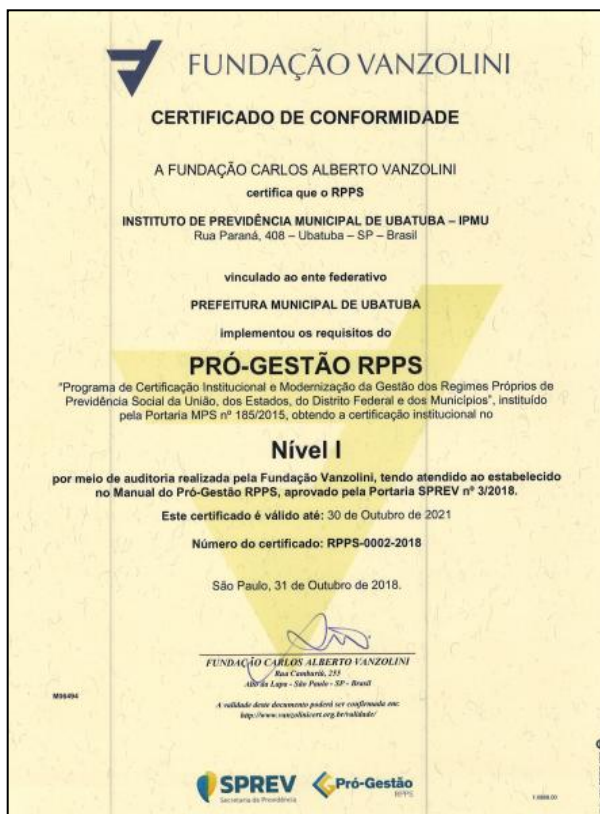 FUNDAÇÃO VANZOLINI
CERTIFICADO DE CONFORMIDADE
A FUNDAÇÃO CARLOS ALBERTO VANZOLINI
certifica que o RPPS
INSTITUTO DE PREVIDÊNCIA MUNICIPAL DE UBATUBA – IPMU
Rua Paraná, 408 – Ubatuba – SP – Brasil
vinculado ao ente federativo
PREFEITURA MUNICIPAL DE UBATUBA
implementou os requisitos do
PRÓ-GESTÃO RPPS
"Programa de Certificação Institucional e Modernização da Gestão dos Regimes Próprios de
Previdência Social da União, dos Estados, do Distrito Federal e dos Municípios", instituído
pela Portaria MPS nº 185/2015, obtendo a certificação institucional no
Nível I
por meio de auditoria realizada pela Fundação Vanzolini, tendo atendido ao estabelecido
no Manual do Pró-Gestão RPPS, aprovado pela Portaria SPREV nº 3/2018.
Este certificado é válido até: 30 de Outubro de 2021
Número do certificado: RPPS-0002-2018
São Paulo, 31 de Outubro de 2018.
FUNDAÇÃO CARLOS ALBERTO VANZOLINI
Rua Camburiú, 255
Alto da Lapa - São Paulo - SP - Brasil
M98494
A validade deste documento poderá ser confirmada em:
http://www.vanzolinicert.org.br/validade/
SPREV
Secretaria de Previdência
Pró-Gestão
RPPS